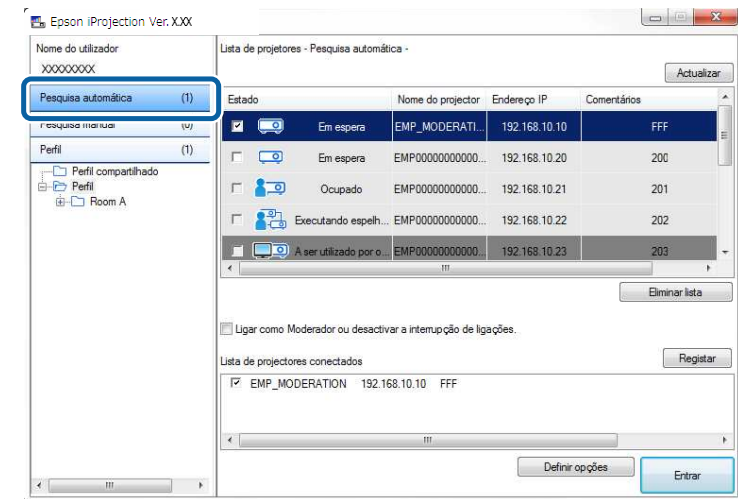 Epson iProjection Ver. X.XX
Nome do utilizador
XXXXXXXX
Pesquisa automática (1)
Pesquisa manual (0)
Perfil (1)
Perfil compartilhado
Perfil
Room A
Lista de projetores - Pesquisa automática -
Actualizar
Estado Nome do projector Endereço IP Comentários
Em espera EMP_MODERATI... 192.168.10.10 FFF
Em espera EMP00000000000... 192.168.10.20 200
Ocupado EMP00000000000... 192.168.10.21 201
Executando espelh... EMP00000000000... 192.168.10.22 202
A ser utilizado por o... EMP00000000000... 192.168.10.23 203
Eliminar lista
Ligar como Moderador ou desactivar a interrupção de ligações.
Lista de projectores conectados
Registar
EMP_MODERATION 192.168.10.10 FFF
Definir opções
Entrar